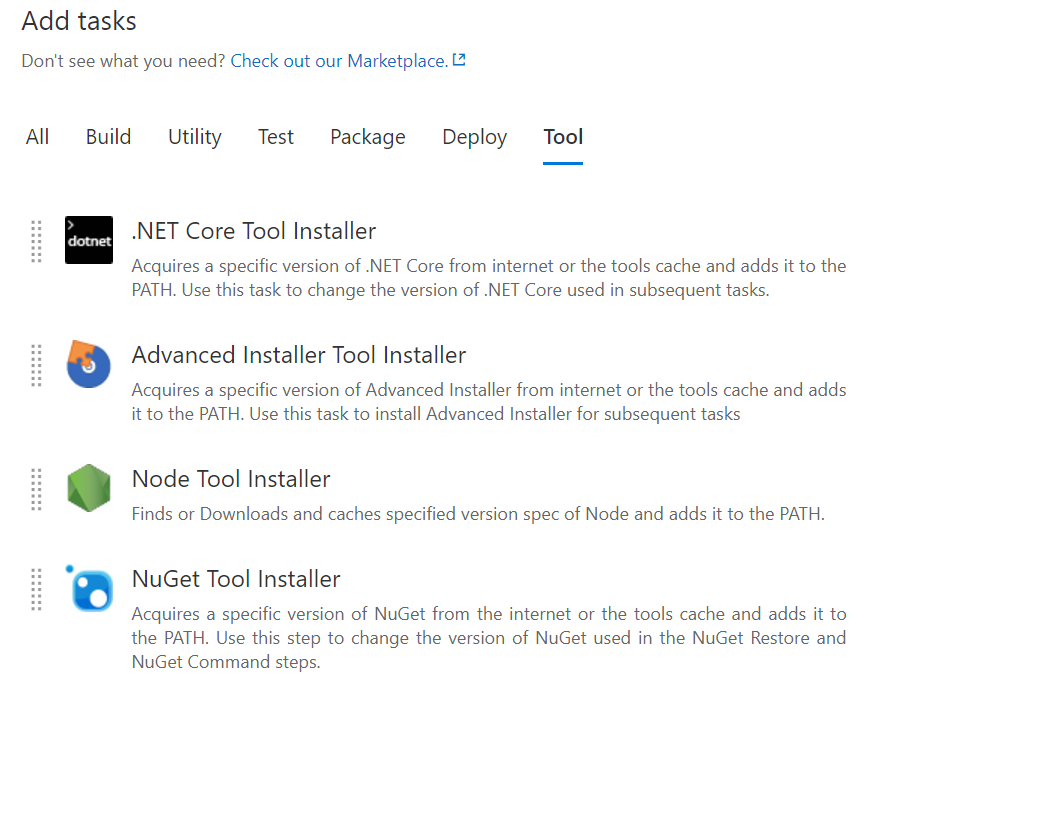 Add tasks
Don't see what you need? Check out our Marketplace.
All Build Utility Test Package Deploy Tool
>
dotnet
.NET Core Tool Installer
Acquires a specific version of .NET Core from internet or the tools cache and adds it to the
PATH. Use this task to change the version of .NET Core used in subsequent tasks.
Advanced Installer Tool Installer
Acquires a specific version of Advanced Installer from internet or the tools cache and adds
it to the PATH. Use this task to install Advanced Installer for subsequent tasks
Node Tool Installer
Finds or Downloads and caches specified version spec of Node and adds it to the PATH.
NuGet Tool Installer
Acquires a specific version of NuGet from the internet or the tools cache and adds it to
the PATH. Use this step to change the version of NuGet used in the NuGet Restore and
NuGet Command steps.